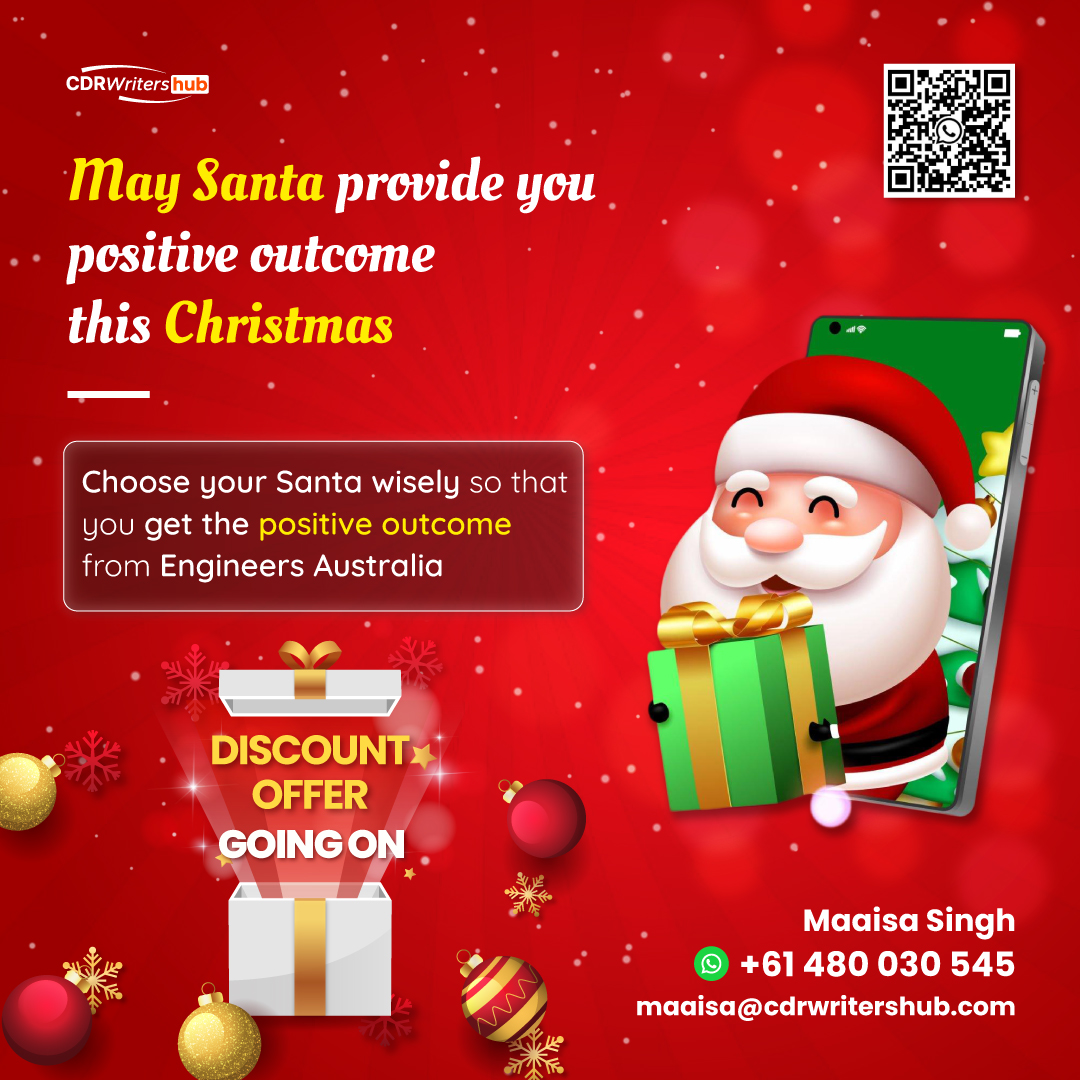 CDRWritershub
May Santa provide you
positive outcome
this Christmas
Choose your Santa wisely so that
you get the positive outcome
from Engineers Australia
DISCOUNT
OFFER
GOING ON
Maaisa Singh
+61 480 030 545
maaisa@cdrwritershub.com